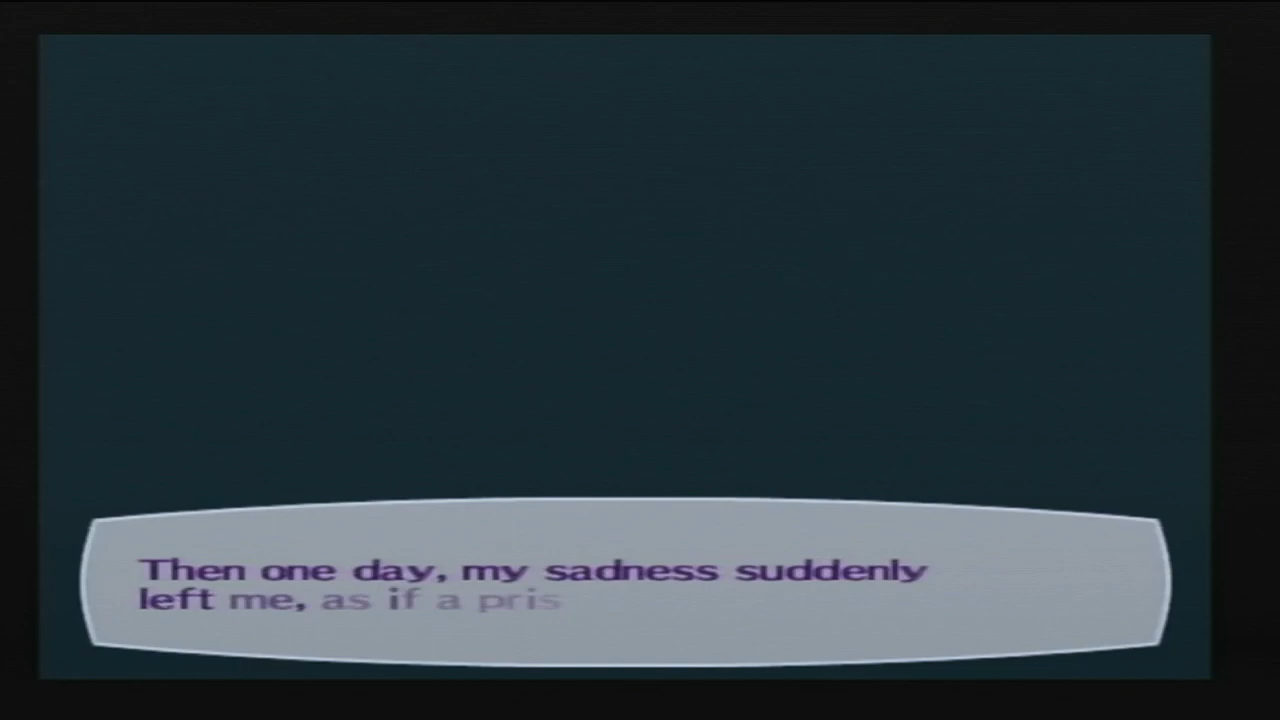 Then one day, my sadness suddenly
left me, as if a pris